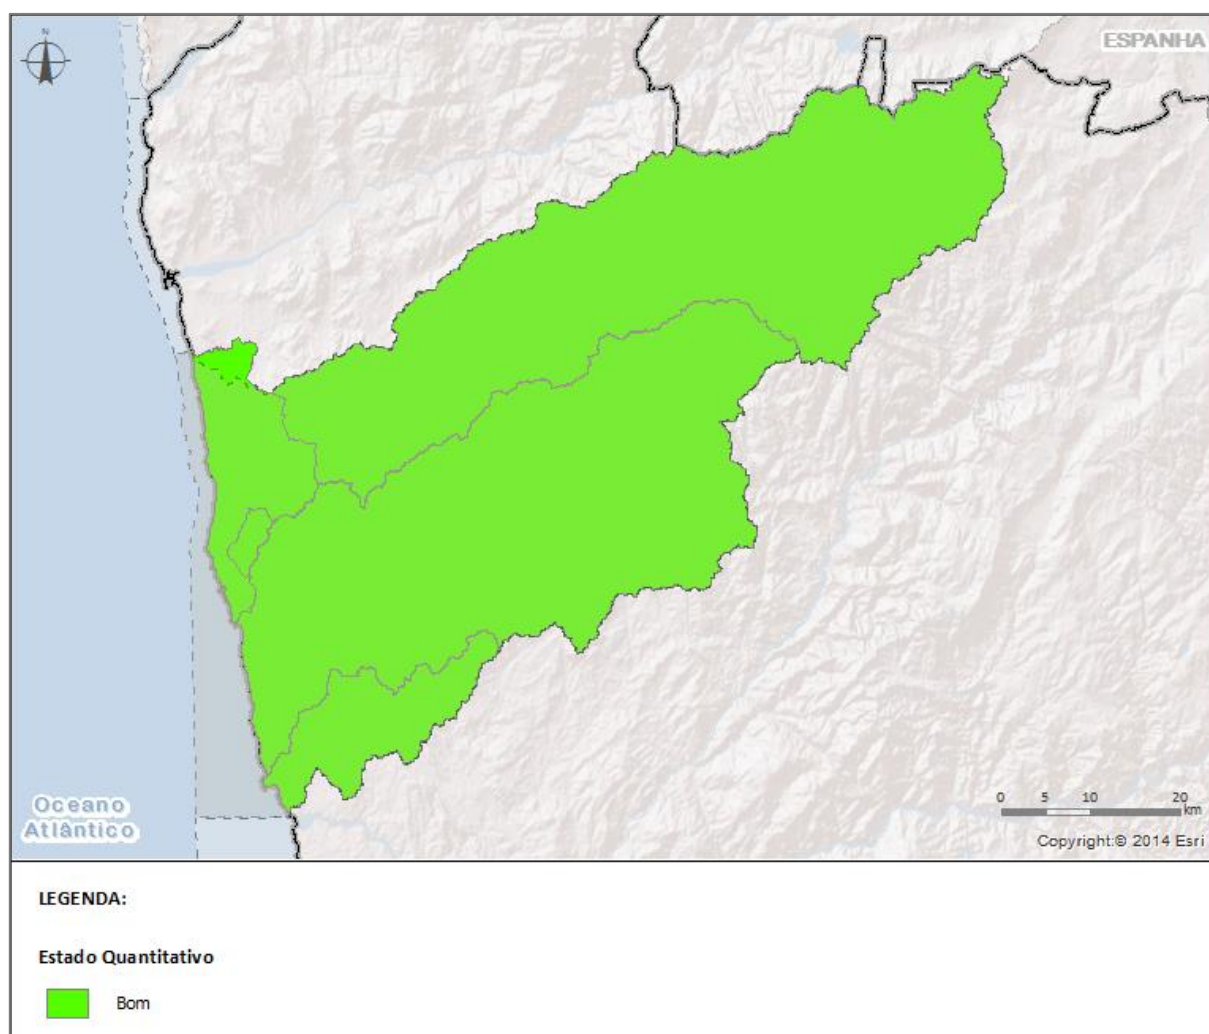 N
ESPANHA
Oceano
Atlântico
0 5 10 20
km
Copyright:© 2014 Esri
LEGENDA:
Estado Quantitativo
Bom